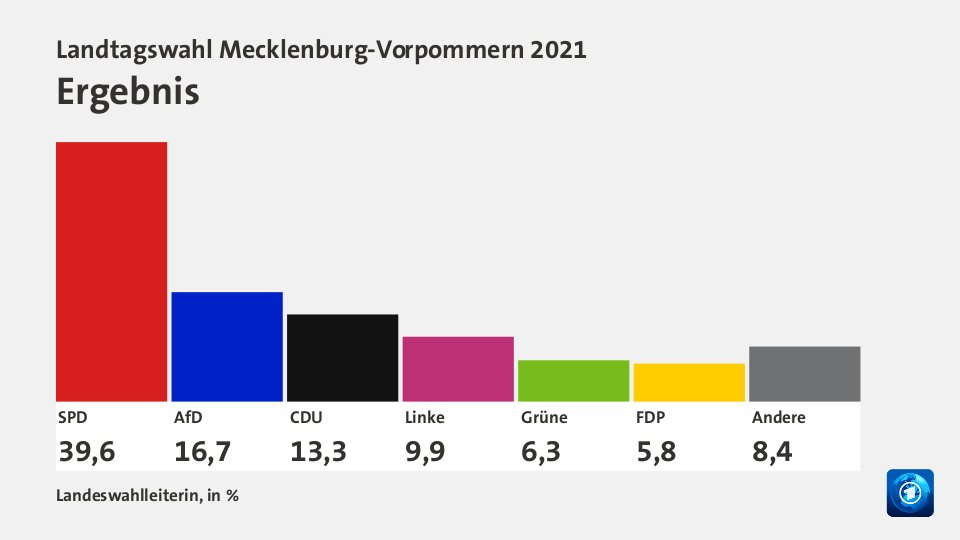 Landtagswahl Mecklenburg-Vorpommern 2021
Ergebnis
SPD AfD CDU Linke Grüne FDP Andere
39,6 16,7 13,3 9,9 6,3 5,8 8,4
Landeswahlleiterin, in %